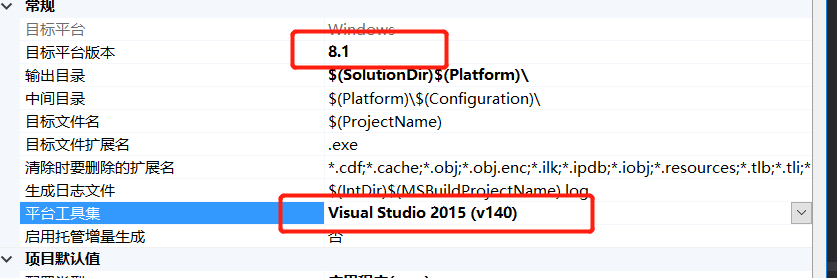 常规
目标平台 Windows
目标平台版本 8.1
输出目录 $(SolutionDir)$(Platform)\
中间目录 $(Platform)\$(Configuration)\
目标文件名 $(ProjectName)
目标文件扩展名 .exe
清除时要删除的扩展名 *.cdf;*.cache;*.obj;*.obj.enc;*.ilk;*.ipdb;*.iobj;*.resources;*.tlb;*.tli;*
生成日志文件 $(IntDir)$(MSBuildProjectName).log
平台工具集 Visual Studio 2015 (v140)
启用托管增量生成 否
项目默认值